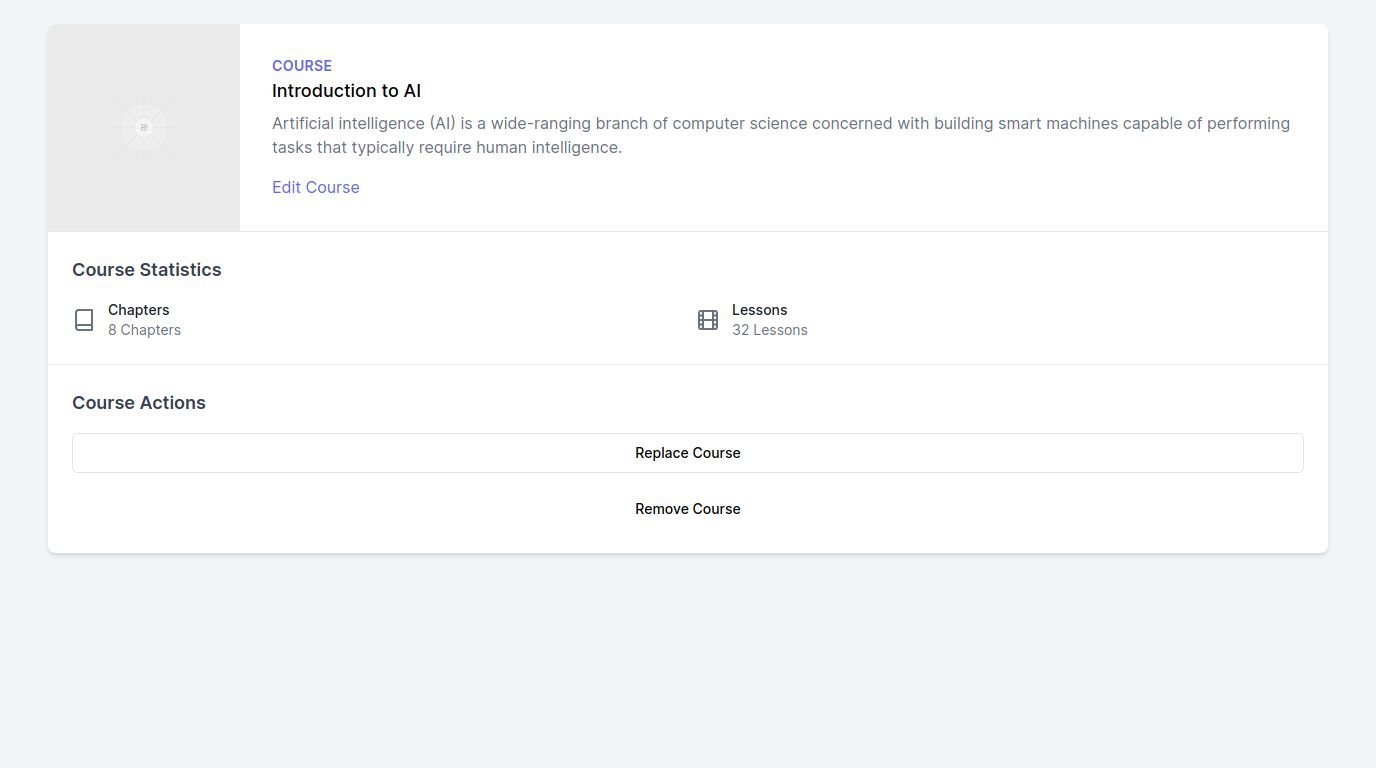 COURSE
Introduction to AI
Artificial intelligence (AI) is a wide-ranging branch of computer science concerned with building smart machines capable of performing
tasks that typically require human intelligence.
Edit Course
Course Statistics
Chapters
8 Chapters
Lessons
32 Lessons
Course Actions
Replace Course
Remove Course